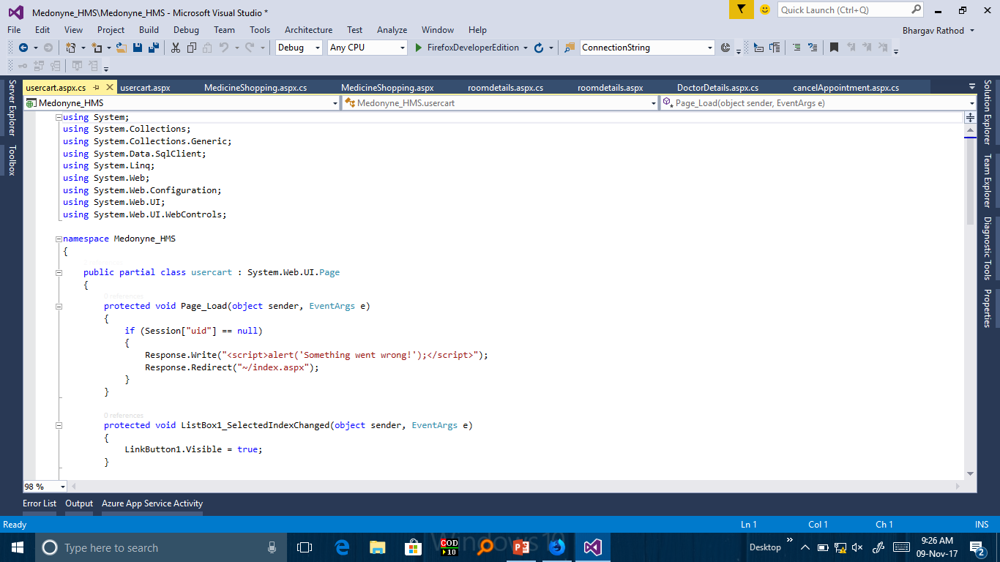 Medonyne_HMS\Medonyne_HMS - Microsoft Visual Studio *
Quick Launch (Ctrl+Q)
File Edit View Project Build Debug Team Tools Architecture Test Analyze Window Help
Bhargav Rathod
Debug Any CPU FirefoxDeveloperEdition ConnectionString
usercart.aspx.cs usercart.aspx MedicineShopping.aspx.cs MedicineShopping.aspx roomdetails.aspx.cs roomdetails.aspx DoctorDetails.aspx.cs cancelAppointment.aspx.cs
Medonyne_HMS Medonyne_HMS.usercart Page_Load(object sender, EventArgs e)
Server Explorer
Toolbox
using System;
using System.Collections;
using System.Collections.Generic;
using System.Data.SqlClient;
using System.Linq;
using System.Web;
using System.Web.Configuration;
using System.Web.UI;
using System.Web.UI.WebControls;
namespace Medonyne_HMS
{
public partial class usercart : System.Web.UI.Page
{
0 references
protected void Page_Load(object sender, EventArgs e)
{
if (Session["uid"] == null)
{
Response.Write("<script>alert('Something went wrong!');</script>");
Response.Redirect("~/index.aspx");
}
}
0 references
protected void ListBox1_SelectedIndexChanged(object sender, EventArgs e)
{
LinkButton1.Visible = true;
}
Solution Explorer
Team Explorer
Diagnostic Tools
Properties
98 %
Error List Output Azure App Service Activity
Ready Ln 1 Col 1 Ch 1 INS
Type here to search
COD
10
Windows 10
Desktop
9:26 AM
09-Nov-17
2